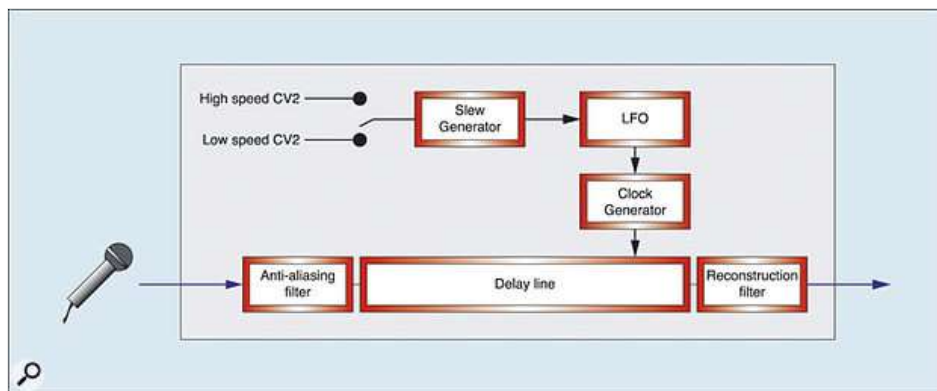 High speed CV2
Low speed CV2
Slew
Generator
LFO
Clock
Generator
Anti-aliasing
filter
Delay line
Reconstruction
filter